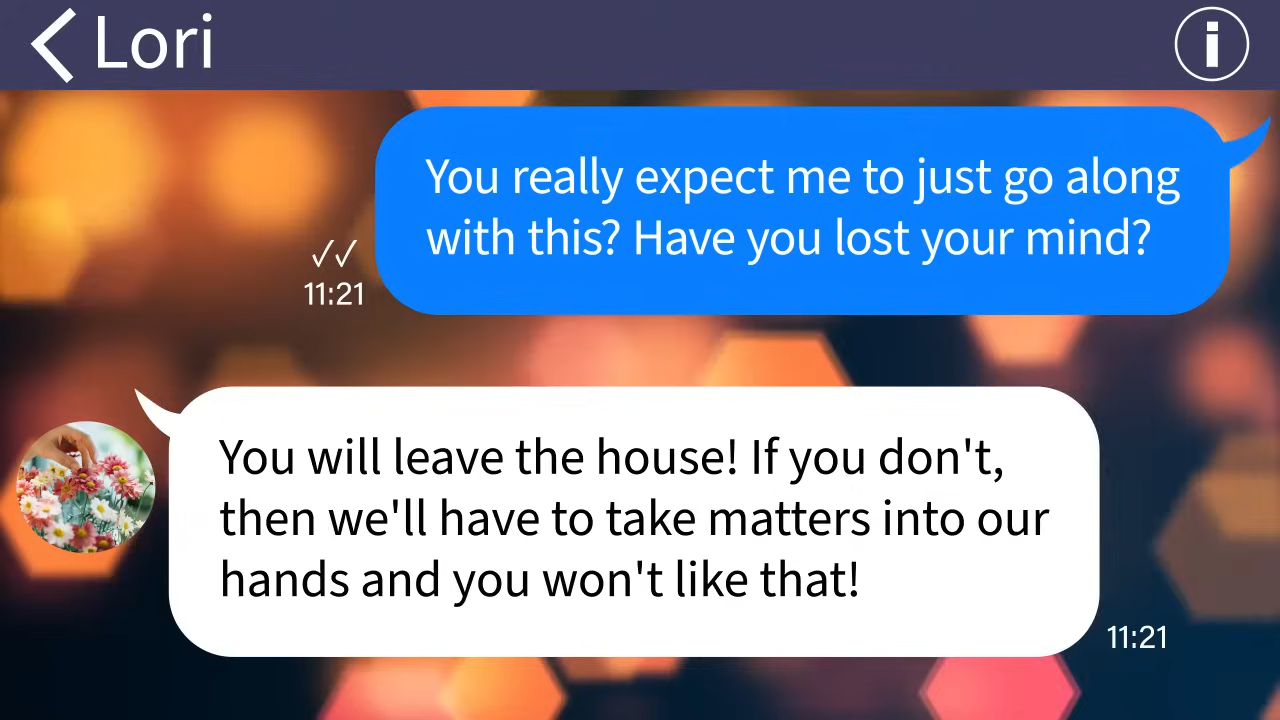 Lori
You really expect me to just go along
with this? Have you lost your mind?
✓✓
11:21
You will leave the house! If you don't,
then we'll have to take matters into our
hands and you won't like that!
11:21